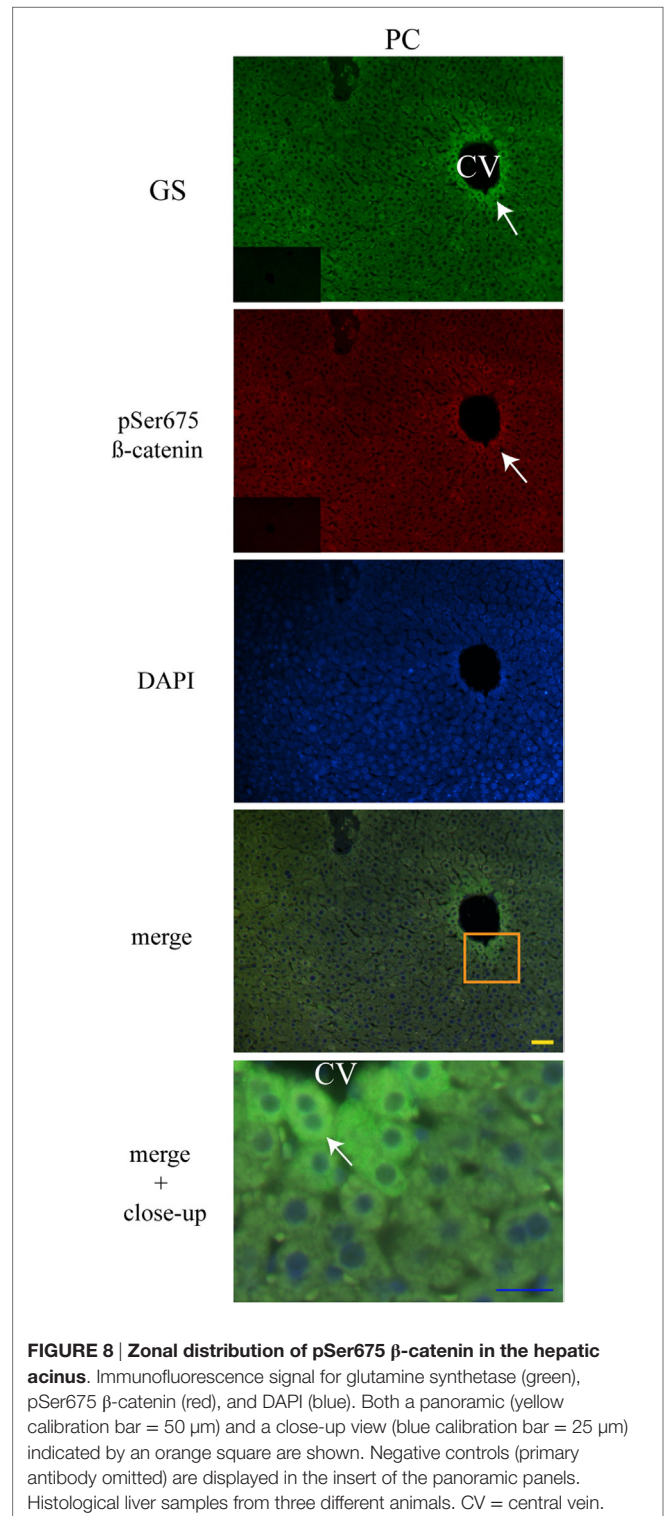 PC
GS
CV
pSer675
ß-catenin
DAPI
merge
CV
merge
+
close-up
FIGURE 8 | Zonal distribution of pSer675 β-catenin in the hepatic
acinus. Immunofluorescence signal for glutamine synthetase (green),
pSer675 β-catenin (red), and DAPI (blue). Both a panoramic (yellow
calibration bar = 50 μm) and a close-up view (blue calibration bar = 25 μm)
indicated by an orange square are shown. Negative controls (primary
antibody omitted) are displayed in the insert of the panoramic panels.
Histological liver samples from three different animals. CV = central vein.